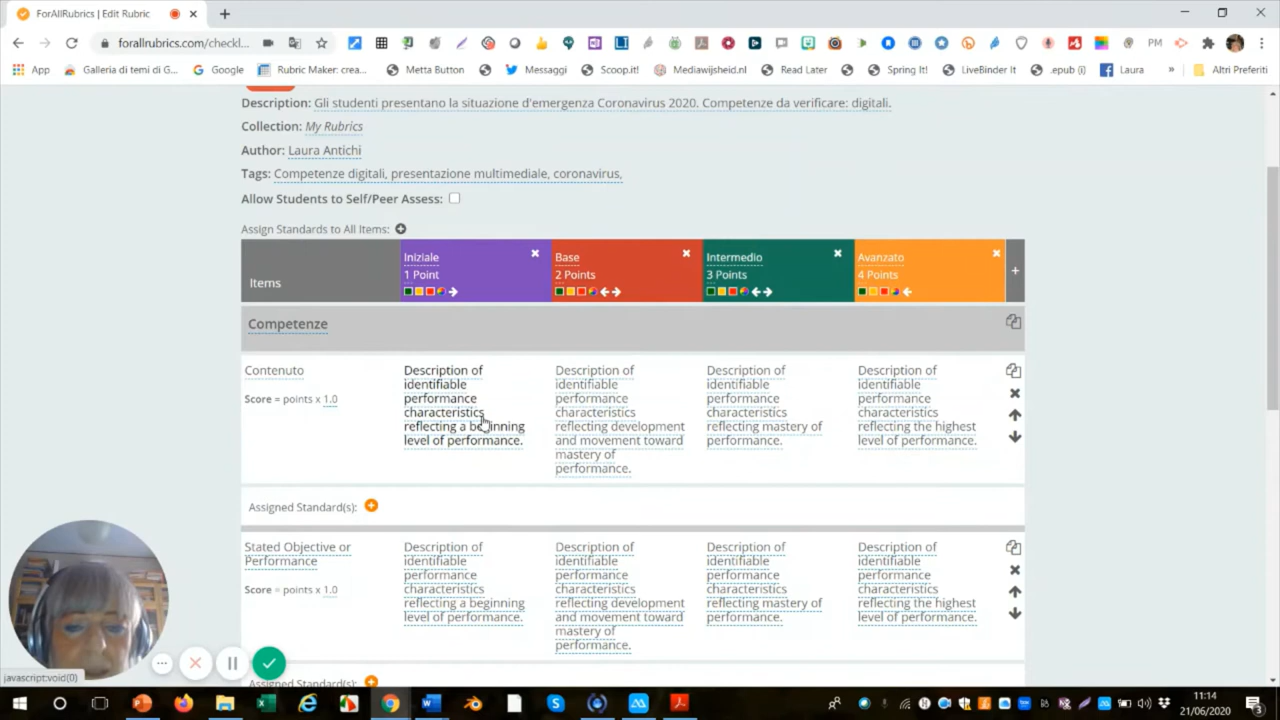 ForAllRubrics | Edit Rubric
forallrubrics.com/checkl...
PM
App
Galleria di temi di G...
Google
Rubric Maker: crea...
Metta Button
Messaggi
Scoop.it!
Mediawijsheid.nl
Read Later
Spring It!
LiveBinder It
.epub (i)
Laura
»
Altri Preferiti
Description: Gli studenti presentano la situazione d'emergenza Coronavirus 2020. Competenze da verificare: digitali.
Collection: My Rubrics
Author: Laura Antichi
Tags: Competenze digitali, presentazione multimediale, coronavirus,
Allow Students to Self/Peer Assess:
Assign Standards to All Items:
Items
Iniziale
1 Point
Base
2 Points
Intermedio
3 Points
Avanzato
4 Points
+
Competenze
Contenuto
Score = points x 1.0
Description of
identifiable
performance
characteristics
reflecting a beginning
level of performance.
Description of
identifiable
performance
characteristics
reflecting development
and movement toward
mastery of
performance.
Description of
identifiable
performance
characteristics
reflecting mastery of
performance.
Description of
identifiable
performance
characteristics
reflecting the highest
level of performance.
Assigned Standard(s):
Stated Objective or
Performance
Score = points x 1.0
Description of
identifiable
performance
characteristics
reflecting a beginning
level of performance.
Description of
identifiable
performance
characteristics
reflecting development
and movement toward
mastery of
performance.
Description of
identifiable
performance
characteristics
reflecting mastery of
performance.
Description of
identifiable
performance
characteristics
reflecting the highest
level of performance.
Assigned Standard(s):
javascript:void(0)
11:14
21/06/2020
3